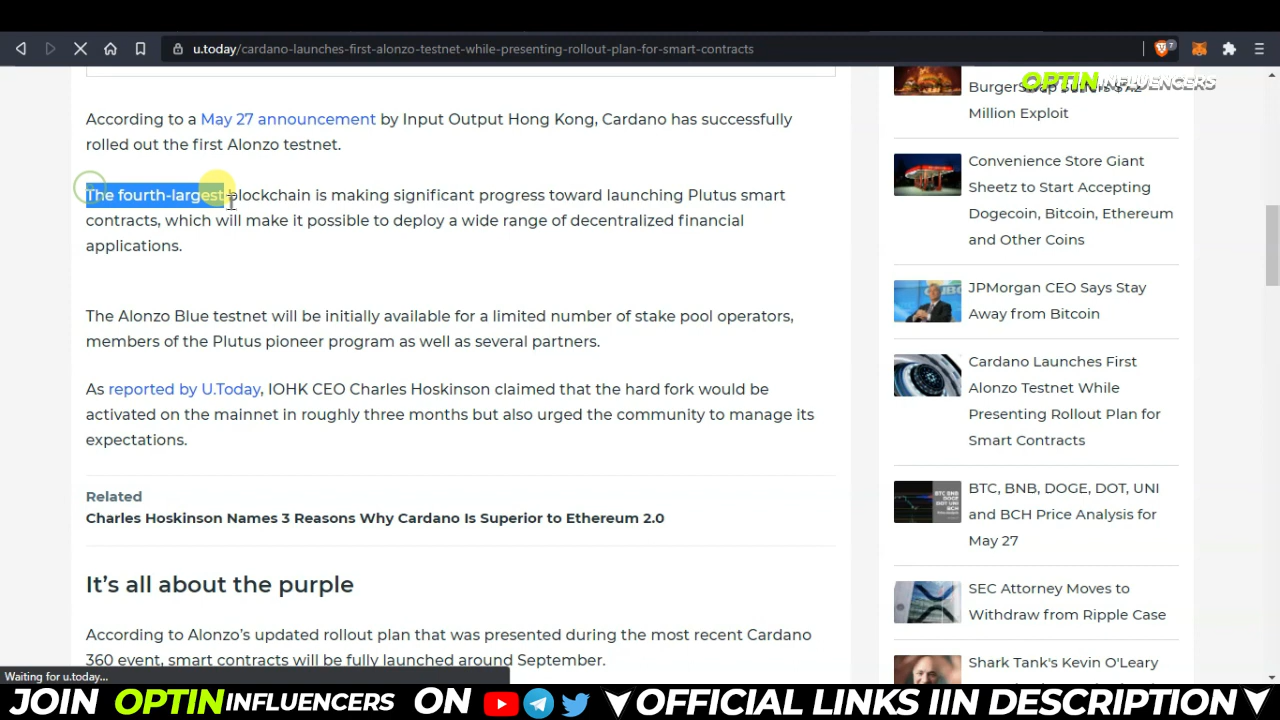 u.today/cardano-launches-first-alonzo-testnet-while-presenting-rollout-plan-for-smart-contracts
7
OPTIN INFLUENCERS
According to a May 27 announcement by Input Output Hong Kong, Cardano has successfully
rolled out the first Alonzo testnet.
The fourth-largest blockchain is making significant progress toward launching Plutus smart
contracts, which will make it possible to deploy a wide range of decentralized financial
applications.
The Alonzo Blue testnet will be initially available for a limited number of stake pool operators,
members of the Plutus pioneer program as well as several partners.
As reported by U.Today, IOHK CEO Charles Hoskinson claimed that the hard fork would be
activated on the mainnet in roughly three months but also urged the community to manage its
expectations.
Related
Charles Hoskinson Names 3 Reasons Why Cardano Is Superior to Ethereum 2.0
It's all about the purple
According to Alonzo's updated rollout plan that was presented during the most recent Cardano
360 event, smart contracts will be fully launched around September.
BurgerSwap Suffers $7.2
Million Exploit
Convenience Store Giant
Sheetz to Start Accepting
Dogecoin, Bitcoin, Ethereum
and Other Coins
JPMorgan CEO Says Stay
Away from Bitcoin
Cardano Launches First
Alonzo Testnet While
Presenting Rollout Plan for
Smart Contracts
BTC, BNB, DOGE, DOT, UNI
and BCH Price Analysis for
May 27
SEC Attorney Moves to
Withdraw from Ripple Case
Shark Tank's Kevin O'Leary
Waiting for u.today...
JOIN OPTIN INFLUENCERS ON OFFICIAL LINKS IIN DESCRIPTION